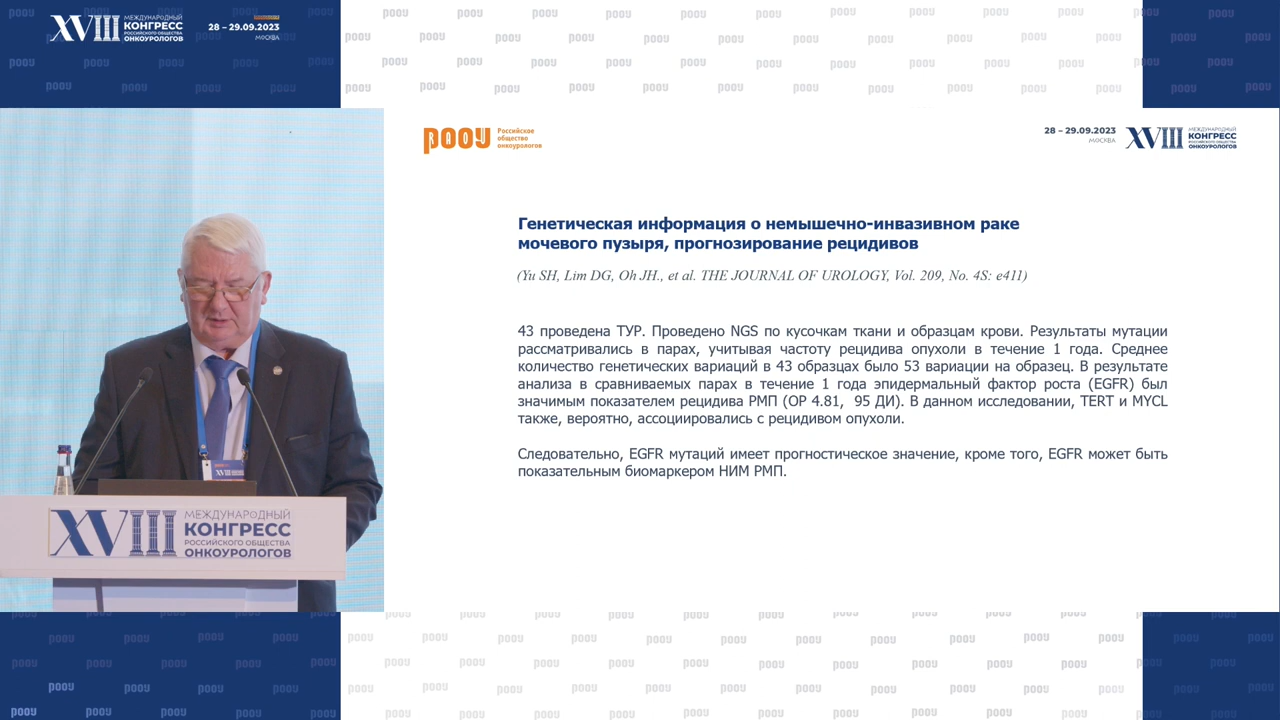 XVIII МЕЖДУНАРОДНЫЙ
КОНГРЕСС
РОССИЙСКОГО ОБЩЕСТВА
ОНКОУРОЛОГОВ
28 – 29.09.2023
МОСКВА
РООУ Российское
общество
онкоурологов
28 – 29.09.2023
МОСКВА
XVIII МЕЖДУНАРОДНЫЙ
КОНГРЕСС
РОССИЙСКОГО ОБЩЕСТВА
ОНКОУРОЛОГОВ
Генетическая информация о немышечно-инвазивном раке
мочевого пузыря, прогнозирование рецидивов
(Yu SH, Lim DG, Oh JH., et al. THE JOURNAL OF UROLOGY, Vol. 209, No. 4S: e411)
43 проведена ТУР. Проведено NGS по кусочкам ткани и образцам крови. Результаты мутации
рассматривались в парах, учитывая частоту рецидива опухоли в течение 1 года. Среднее
количество генетических вариаций в 43 образцах было 53 вариации на образец. В результате
анализа в сравниваемых парах в течение 1 года эпидермальный фактор роста (EGFR) был
значимым показателем рецидива РМП (ОР 4.81, 95 ДИ). В данном исследовании, TERT и MYCL
также, вероятно, ассоциировались с рецидивом опухоли.
Следовательно, EGFR мутаций имеет прогностическое значение, кроме того, EGFR может быть
показательным биомаркером НИМ РМП.
XVIII МЕЖДУНАРОДНЫЙ
КОНГРЕСС
РОССИЙСКОГО ОБЩЕСТВА
ОНКОУРОЛОГОВ